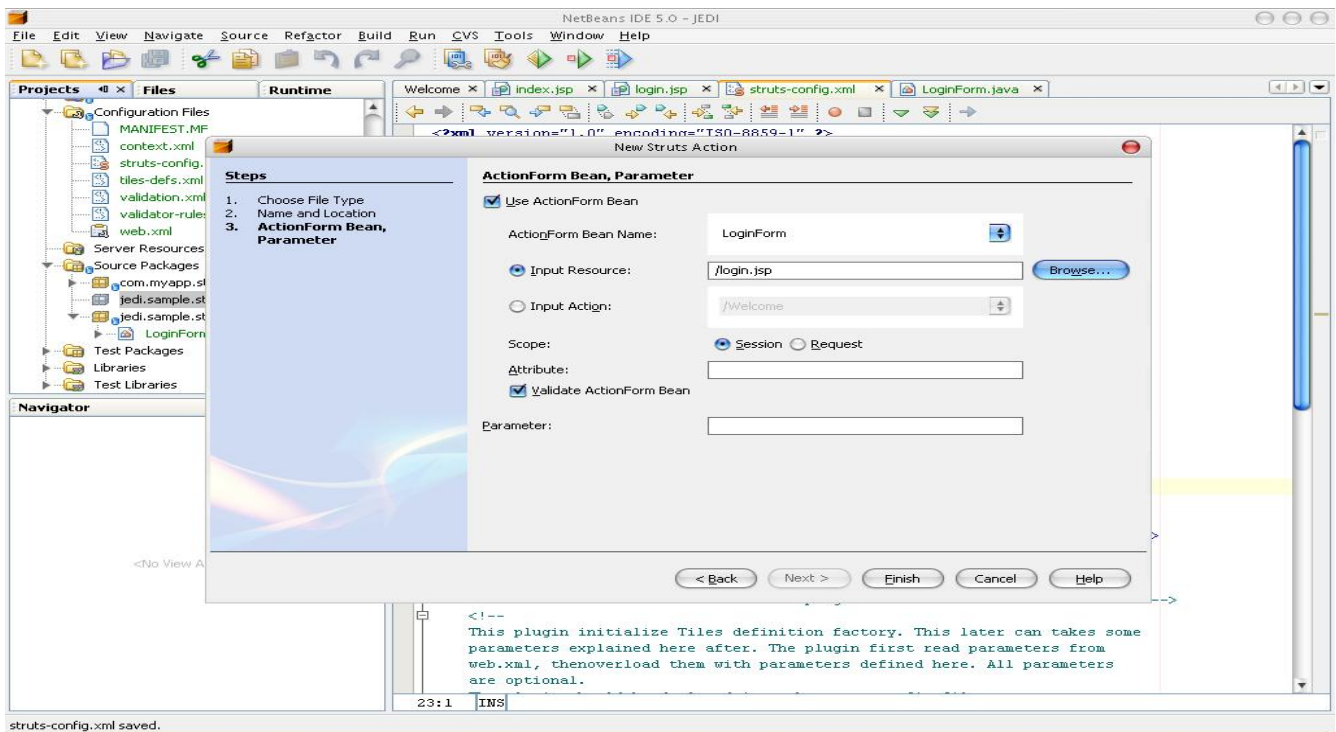 NetBeans IDE 5.0 - JEDI
File Edit View Navigate Source Refactor Build Run CVS Tools Window Help
Projects Files Runtime
Welcome index.jsp login.jsp struts-config.xml LoginForm.java
Configuration Files
MANIFEST.MF
context.xml
struts-config.
tiles-defs.xml
validation.xml
validator-rule
web.xml
Server Resources
Source Packages
com.myapp.st
jedi.sample.st
jedi.sample.st
LoginForm
Test Packages
Libraries
Test Libraries
Navigator
<No View A
<?xml version="1.0" encoding="ISO-8859-1" ?>
New Struts Action
Steps
1. Choose File Type
2. Name and Location
3. ActionForm Bean,
Parameter
ActionForm Bean, Parameter
Use ActionForm Bean
ActionForm Bean Name: LoginForm
Input Resource: /login.jsp Browse...
Input Action: /Welcome
Scope: Session Request
Attribute:
Validate ActionForm Bean
Parameter:
< Back Next > Finish Cancel Help
>
-->
<!--
This plugin initialize Tiles definition factory. This later can takes some
parameters explained here after. The plugin first read parameters from
web.xml, thenoverload them with parameters defined here. All parameters
are optional.
23:1 INS
struts-config.xml saved.